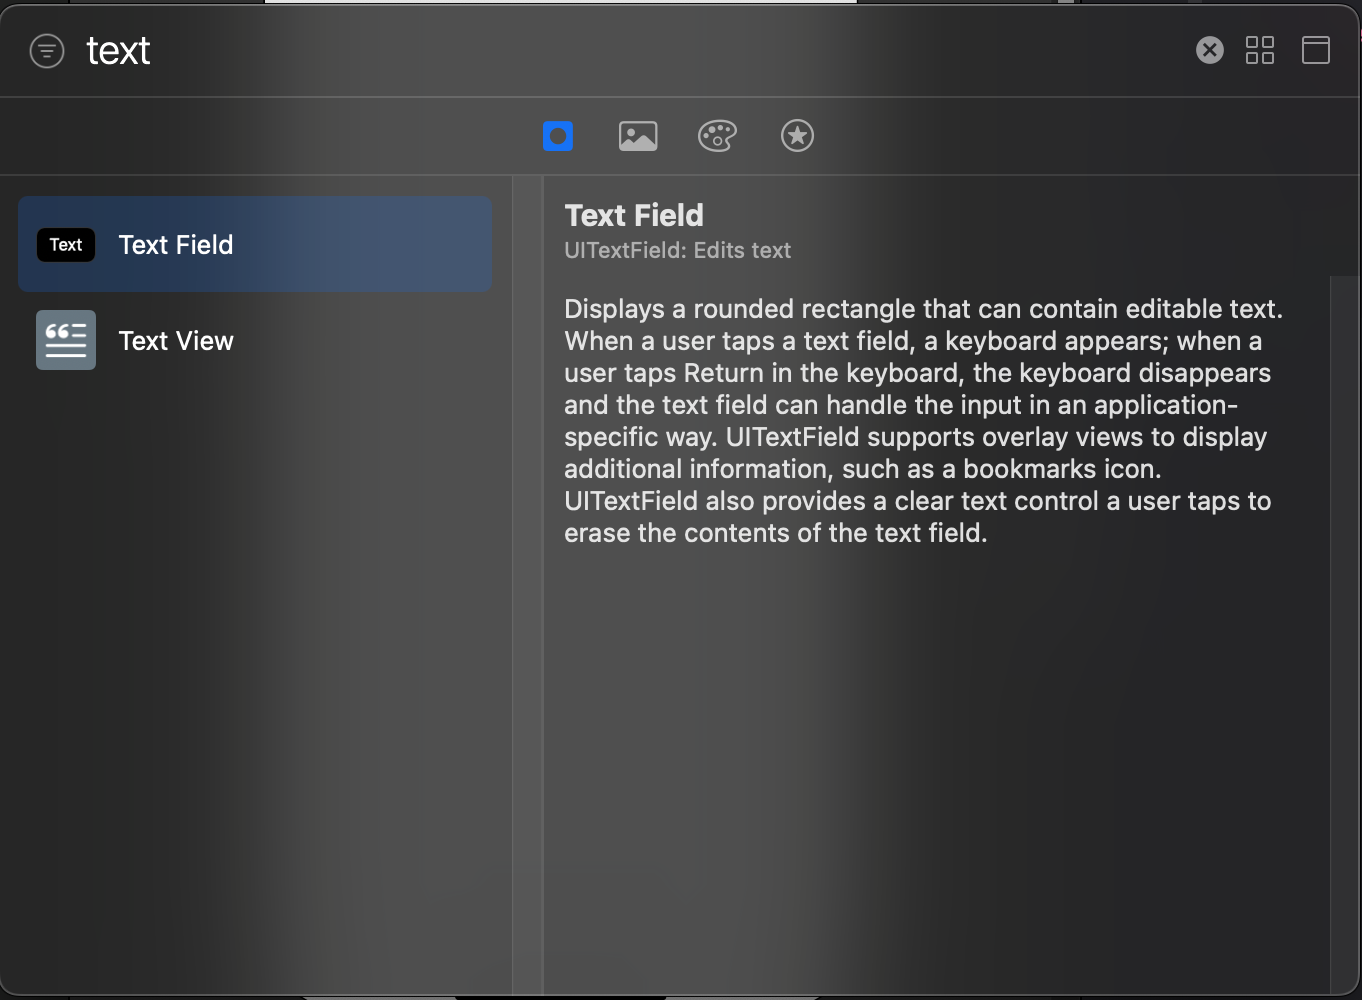 text
Text Text Field
Text View
Text Field
UITextField: Edits text
Displays a rounded rectangle that can contain editable text.
When a user taps a text field, a keyboard appears; when a
user taps Return in the keyboard, the keyboard disappears
and the text field can handle the input in an application-
specific way. UITextField supports overlay views to display
additional information, such as a bookmarks icon.
UITextField also provides a clear text control a user taps to
erase the contents of the text field.